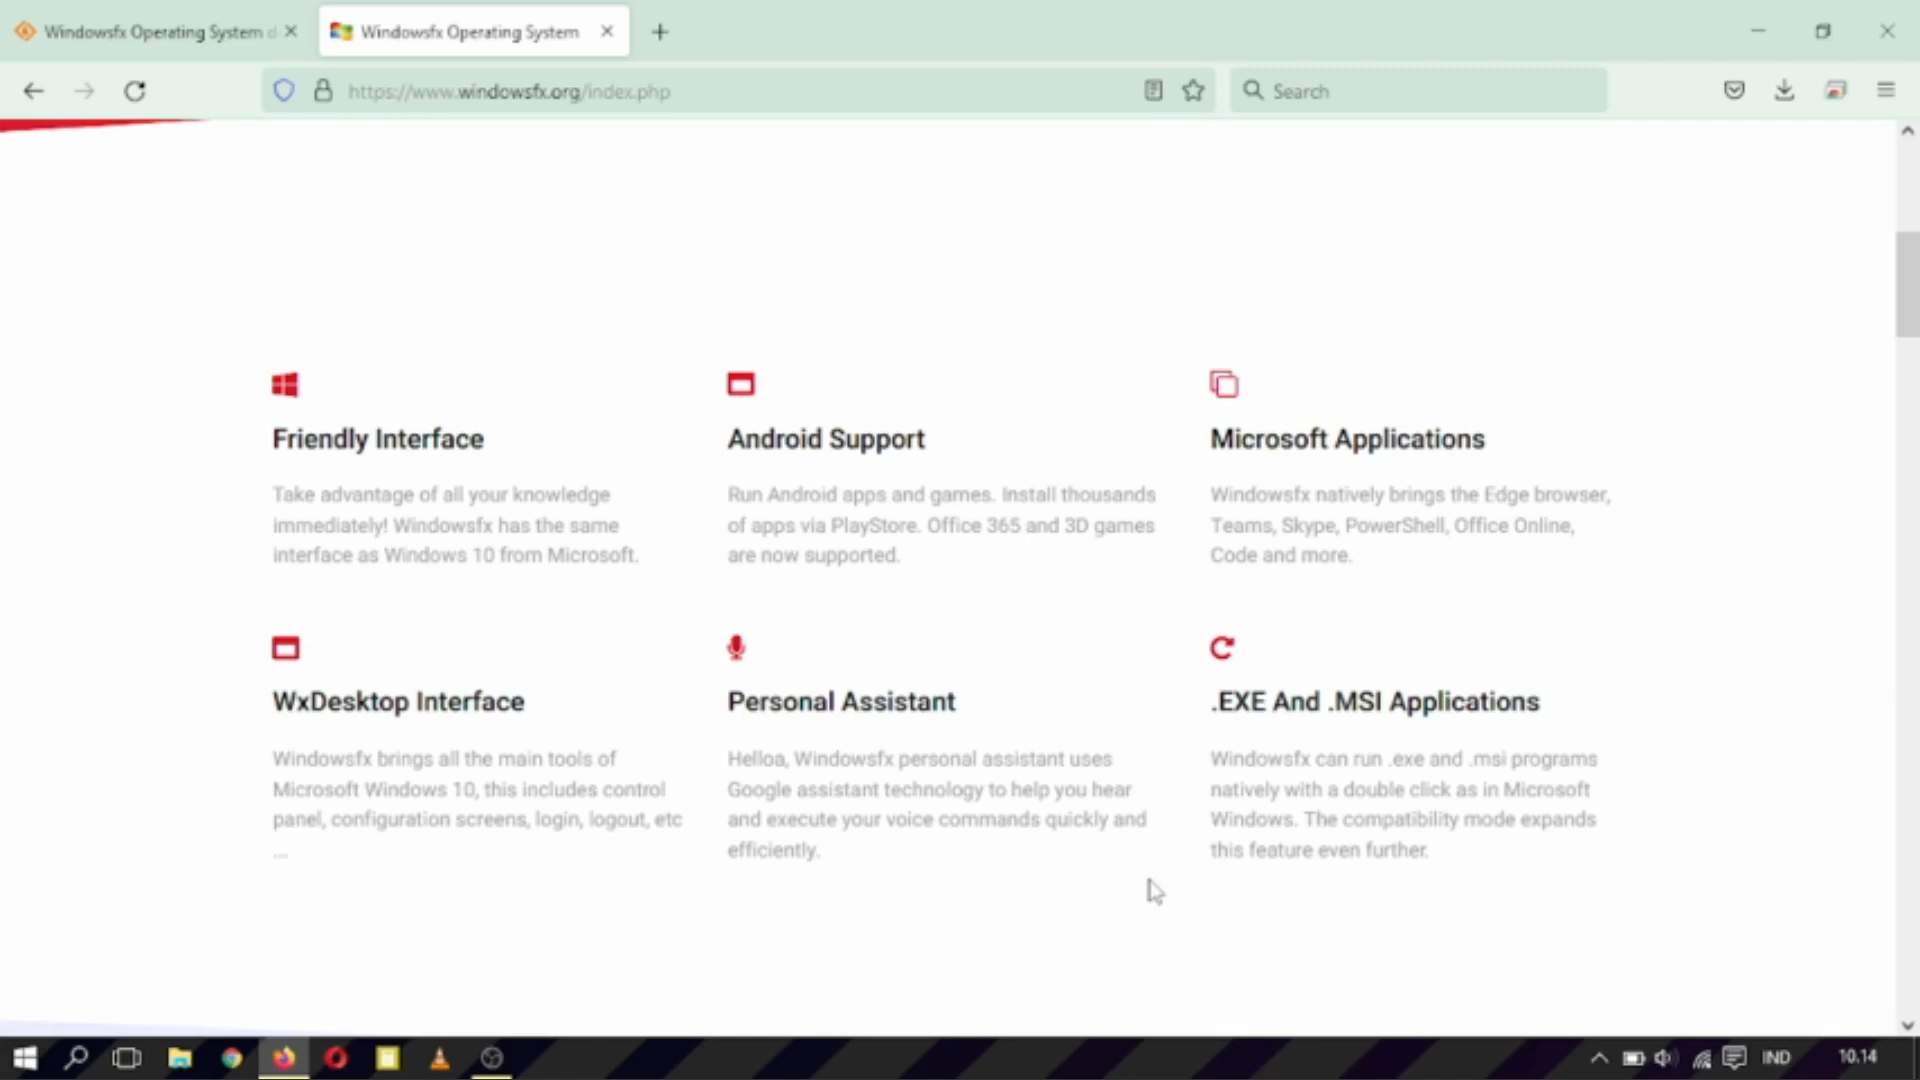 Windowsfx Operating System d
Windowsfx Operating System
https://www.windowsfx.org/index.php
Search
Friendly Interface
Take advantage of all your knowledge
immediately! Windowsfx has the same
interface as Windows 10 from Microsoft.
Android Support
Run Android apps and games. Install thousands
of apps via PlayStore. Office 365 and 3D games
are now supported.
Microsoft Applications
Windowsfx natively brings the Edge browser,
Teams, Skype, PowerShell, Office Online,
Code and more.
WxDesktop Interface
Windowsfx brings all the main tools of
Microsoft Windows 10, this includes control
panel, configuration screens, login, logout, etc
...
Personal Assistant
Helloa, Windowsfx personal assistant uses
Google assistant technology to help you hear
and execute your voice commands quickly and
efficiently.
.EXE And .MSI Applications
Windowsfx can run .exe and .msi programs
natively with a double click as in Microsoft
Windows. The compatibility mode expands
this feature even further.
IND
10.14